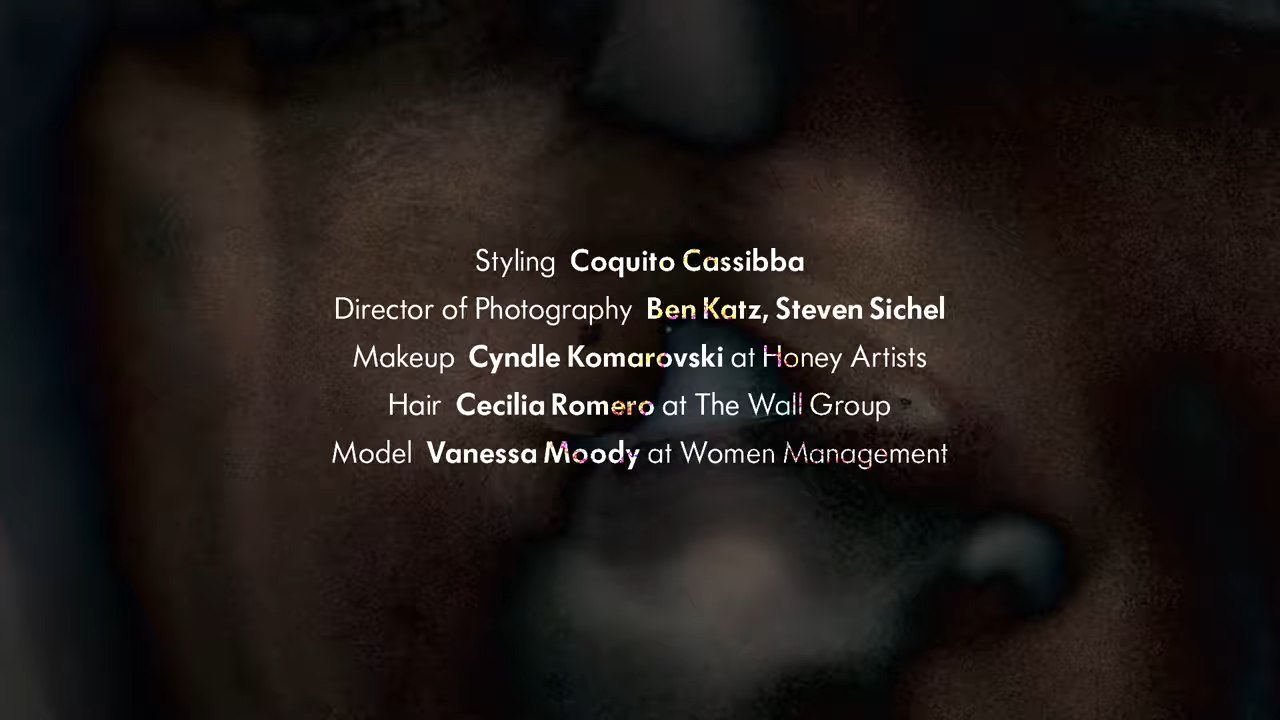 Styling Coquito Cassibba
Director of Photography Ben Katz, Steven Sichel
Makeup Cyndle Komarovski at Honey Artists
Hair Cecilia Romero at The Wall Group
Model Vanessa Moody at Women Management